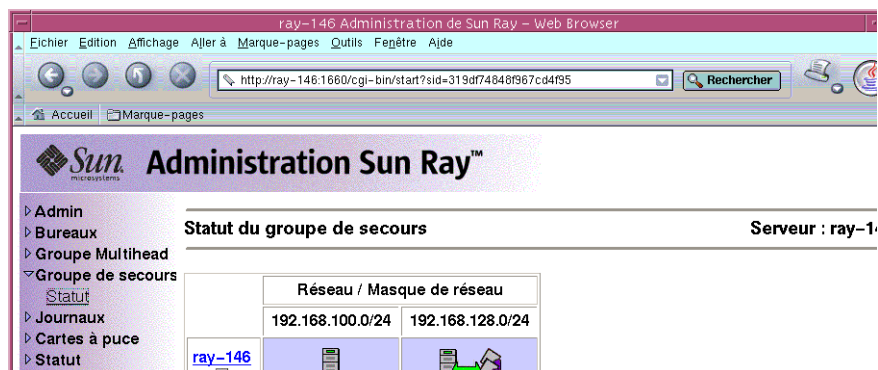 ray-146 Administration de Sun Ray - Web Browser
Eichier Edition Affichage Aller à Marque-pages Outils Fenêtre Aide
http://ray-146:1660/cgi-bin/start?sid=319df74848f967cd4f95 Rechercher
Accueil Marque-pages
Sun microsystems Administration Sun Ray™
Admin
Bureaux
Groupe Multihead
Groupe de secours
Statut
Journaux
Cartes à puce
Statut
Statut du groupe de secours Serveur : ray-14
Réseau / Masque de réseau
192.168.100.0/24 192.168.128.0/24
ray-146